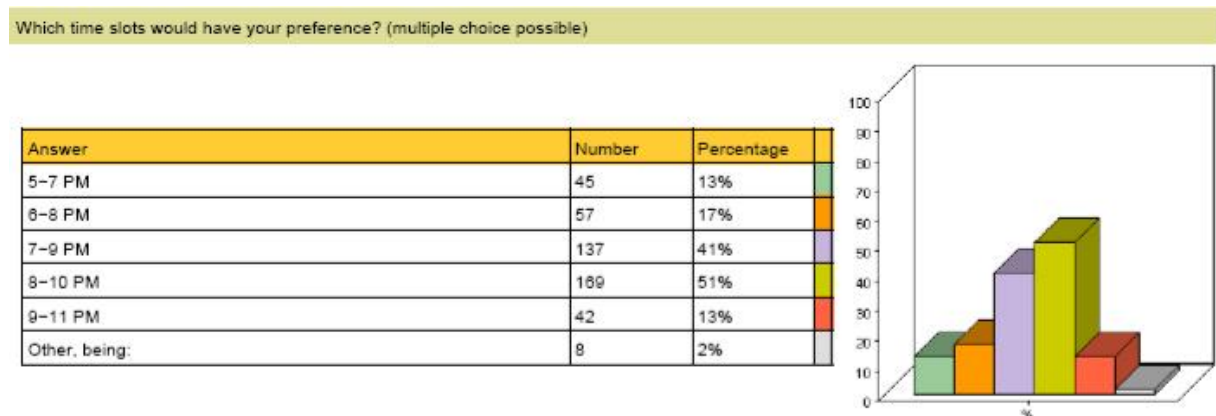 Which time slots would have your preference? (multiple choice possible)
Answer Number Percentage
5-7 PM 45 13%
6-8 PM 57 17%
7-9 PM 137 41%
8-10 PM 169 51%
9-11 PM 42 13%
Other, being: 8 2%
100
90
80
70
60
50
40
30
20
10
0
%